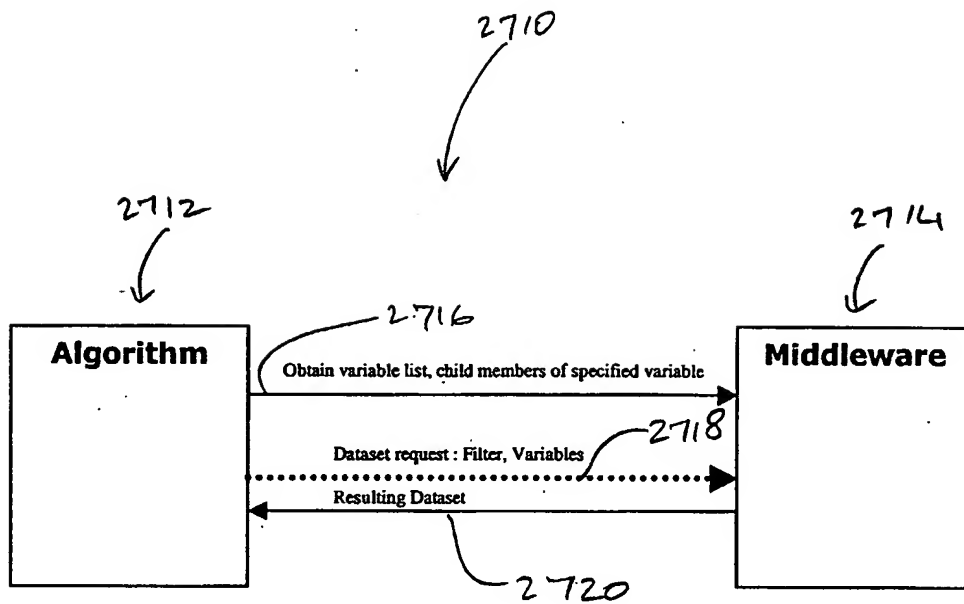 2710
2712
2714
2716
Algorithm
Middleware
Obtain variable list, child members of specified variable
2718
Dataset request : Filter, Variables
Resulting Dataset
2720